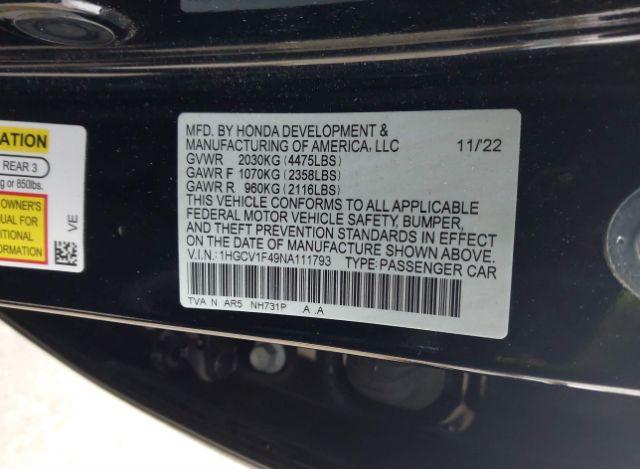 ATION
REAR 3
g or 850lbs.
OWNER'S
UAL FOR
ITIONAL
ORMATION
VE
MFD. BY HONDA DEVELOPMENT &
MANUFACTURING OF AMERICA, LLC 11/'22
GVWR 2030KG (4475LBS)
GAWR F 1070KG (2358LBS)
GAWR R 960KG (2116LBS)
THIS VEHICLE CONFORMS TO ALL APPLICABLE
FEDERAL MOTOR VEHICLE SAFETY, BUMPER,
AND THEFT PREVENTION STANDARDS IN EFFECT
ON THE DATE OF MANUFACTURE SHOWN ABOVE.
V.I.N.: 1HGCV1F49NA111793 TYPE:PASSENGER CAR
TVA N AR5 NH731P .A .A